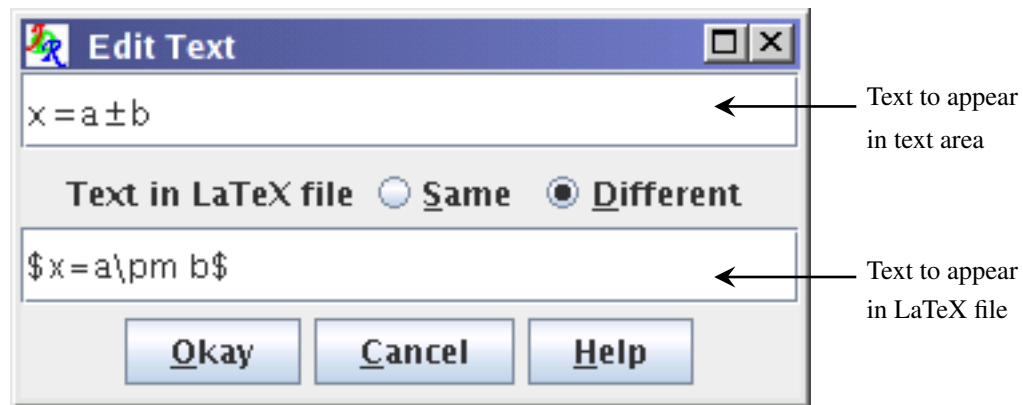 Edit Text
x=a±b
Text to appear
in text area
Text in LaTeX file Same Different
$x=a\pm b$
Text to appear
in LaTeX file
Okay Cancel Help